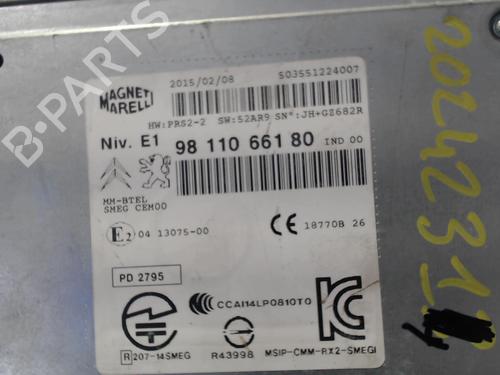 MAGNETI
MARELLI
2015/02/08
503551224007
HW:PRS2-2 SW:52AR9 SN°:JH+GZ682R
Niv. E1
98 110 661 80 IND 00
MM-BTEL
SMEG CEM00
E2 04 13075-00
CE 18770B 26
PD 2795
CCAI14LP0810T0
R 207-14SMEG
R43998
MSIP-CMM-RX2-SMEGI
KC
B-PARTS
2024231